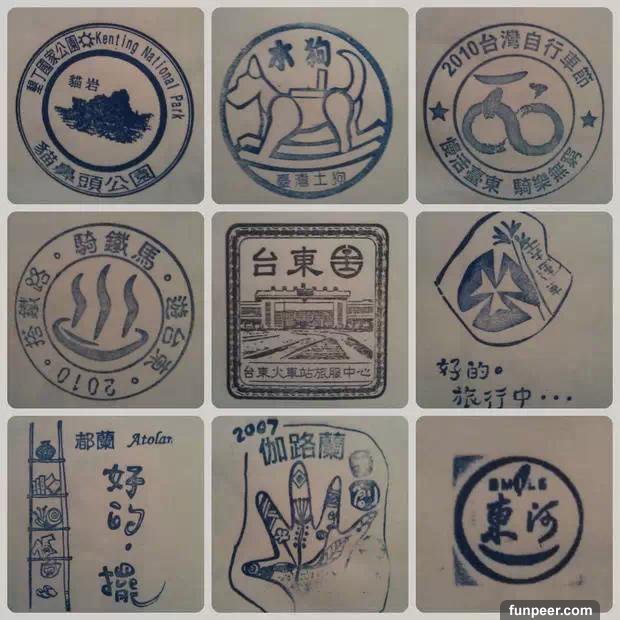 墾丁國家公園 Kenting National Park
貓岩
貓鼻頭公園
木狗
臺灣土狗
2010台灣自行車節
慢活臺東 騎樂無窮
拾鐵路。騎鐵馬。遊台東。2010
台東
台東火車站旅服中心
好的。
旅行中...
都蘭 Atolan
好的.
2007
伽路蘭
SMILE
東河
funpeer.com